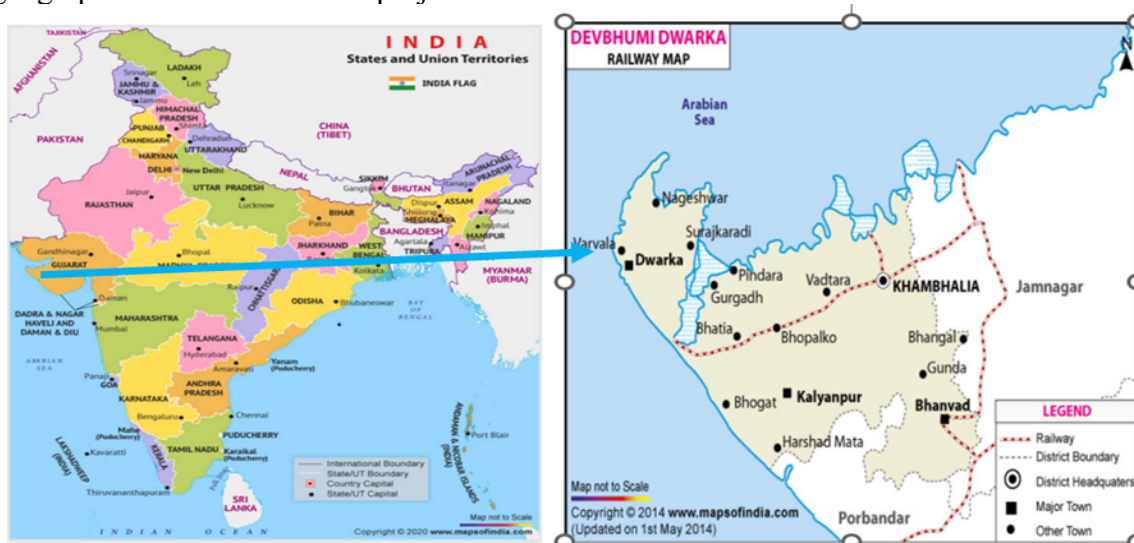 INDIA
States and Union Territories
INDIA FLAG
TAJIKISTAN
AFGHANISTAN
PAKISTAN
CHINA
(TIBET)
NEPAL
BHUTAN
BANGLADESH
MYANMAR
(BURMA)
SRI
LANKA
LADAKH
Leh
Srinagar
JAMMU &
KASHMIR
Jammu
HIMACHAL
PRADESH
Shimla
PUNJAB
CHANDIGARH
Dehradun
UTTARAKHAND
HARYANA
DELHI
New Delhi
RAJASTHAN
Jaipur
UTTAR PRADESH
Lucknow
BIHAR
Patna
SIKKIM
Gangtok
ARUNACHAL
PRADESH
Itanagar
Dispur
ASSAM
NAGALAND
Kohima
Shillong
MEGHALAYA
Imphal
MANIPUR
Agartala
TRIPURA
Aizawl
Gandhinagar
GUJARAT
Bhopal
JHARKHAND
WEST
BENGAL
Kolkata
Raipur
CHHATTISGARH
ODISHA
Bhubaneswar
Daman
DADRA & NAGAR
HAVELI AND
DAMAN & DIU
Mumbai
MAHARASHTRA
TELANGANA
Hyderabad
Amaravati
Yanam
(Puducherry)
ANDHRA
PRADESH
Panaji
GOA
KARNATAKA
Bengaluru
Chennai
Mahe
(Puducherry)
PUDUCHERRY
Karaikal
(Puducherry)
KERALA
TAMIL NADU
Thiruvananthapuram
Kavaratti
LAKSHADWEEP
(INDIA)
ANDAMAN & NICOBAR ISLANDS
(INDIA)
Port Blair
ARABIAN
SEA
BAY
OF
BENGAL
INDIAN OCEAN
International Boundary
State/UT Boundary
Country Capital
State/UT Capital
Map not to Scale
Copyright © 2020 www.mapsofindia.com
DEVBHUMI DWARKA
RAILWAY MAP
N
Arabian
Sea
Nageshwar
Surajkaradi
Varvala
Dwarka
Pindara
Gurgadh
Vadtara
KHAMBHALIA
Jamnagar
Bhatia
Bhopalko
Bhangal
Gunda
Bhogat
Kalyanpur
Bhanvad
Harshad Mata
Porbandar
LEGEND
Railway
District Boundary
District Headquaters
Major Town
Other Town
Map not to Scale
Copyright © 2014 www.mapsofindia.com
(Updated on 1st May 2014)